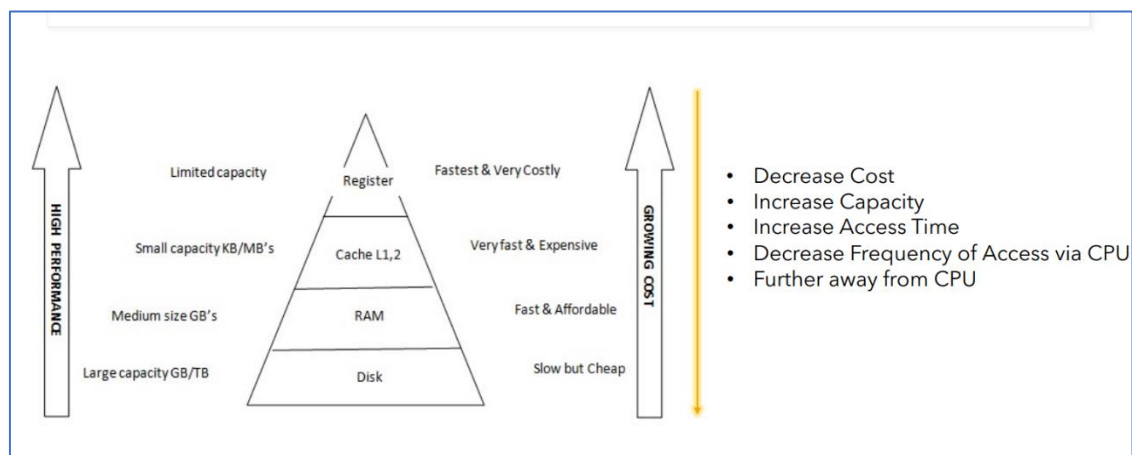 HIGH PERFORMANCE
Limited capacity
Register
Fastest & Very Costly
Small capacity KB/MB's
Cache L1,2
Very fast & Expensive
Medium size GB's
RAM
Fast & Affordable
Large capacity GB/TB
Disk
Slow but Cheap
GROWING COST
• Decrease Cost
• Increase Capacity
• Increase Access Time
• Decrease Frequency of Access via CPU
• Further away from CPU